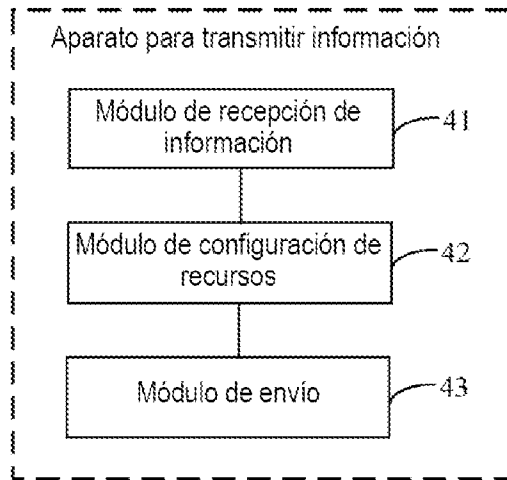 Aparato para transmitir información
Módulo de recepción de
información
41
Módulo de configuración de
recursos
42
Módulo de envío
43